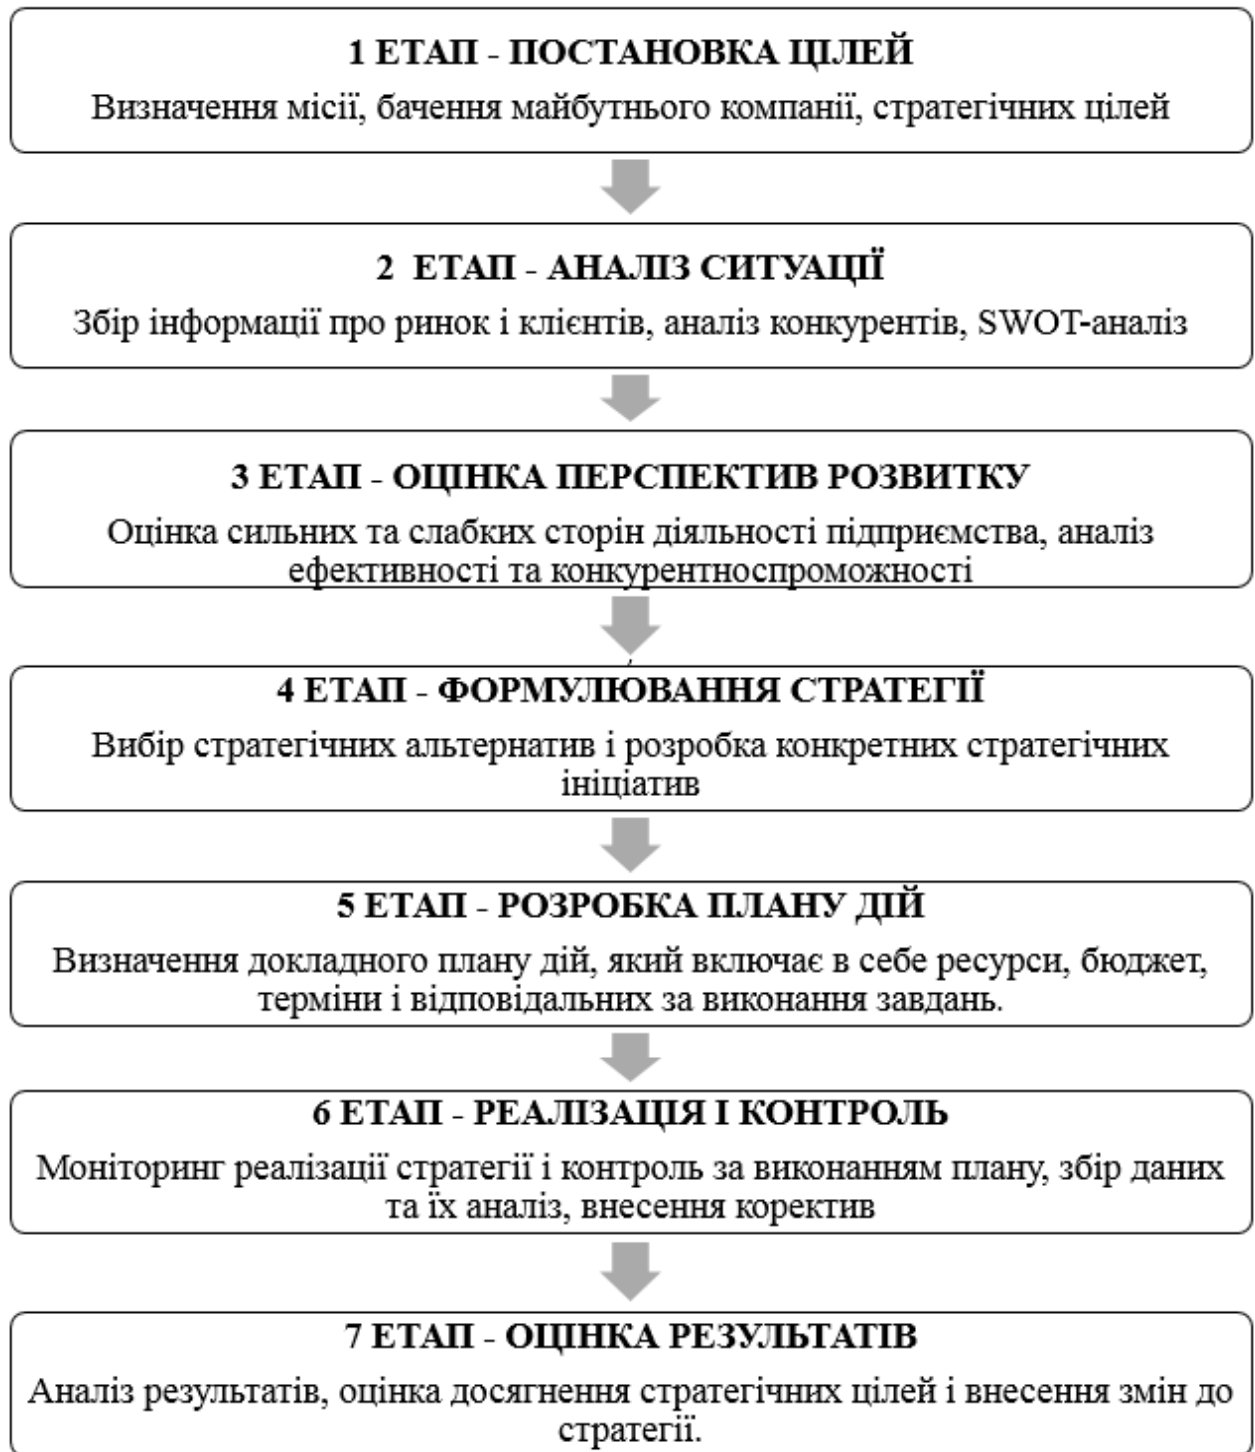 1 ЕТАП - ПОСТАНОВКА ЦІЛЕЙ
Визначення місії, бачення майбутнього компанії, стратегічних цілей
2 ЕТАП - АНАЛІЗ СИТУАЦІЇ
Збір інформації про ринок і клієнтів, аналіз конкурентів, SWOT-аналіз
3 ЕТАП - ОЦІНКА ПЕРСПЕКТИВ РОЗВИТКУ
Оцінка сильних та слабких сторін діяльності підприємства, аналіз
ефективності та конкурентноспроможності
4 ЕТАП - ФОРМУЛЮВАННЯ СТРАТЕГІЇ
Вибір стратегічних альтернатив і розробка конкретних стратегічних
ініціатив
5 ЕТАП - РОЗРОБКА ПЛАНУ ДІЙ
Визначення докладного плану дій, який включає в себе ресурси, бюджет,
терміни і відповідальних за виконання завдань.
6 ЕТАП - РЕАЛІЗАЦІЯ І КОНТРОЛЬ
Моніторинг реалізації стратегії і контроль за виконанням плану, збір даних
та їх аналіз, внесення коректив
7 ЕТАП - ОЦІНКА РЕЗУЛЬТАТІВ
Аналіз результатів, оцінка досягнення стратегічних цілей і внесення змін до
стратегії.